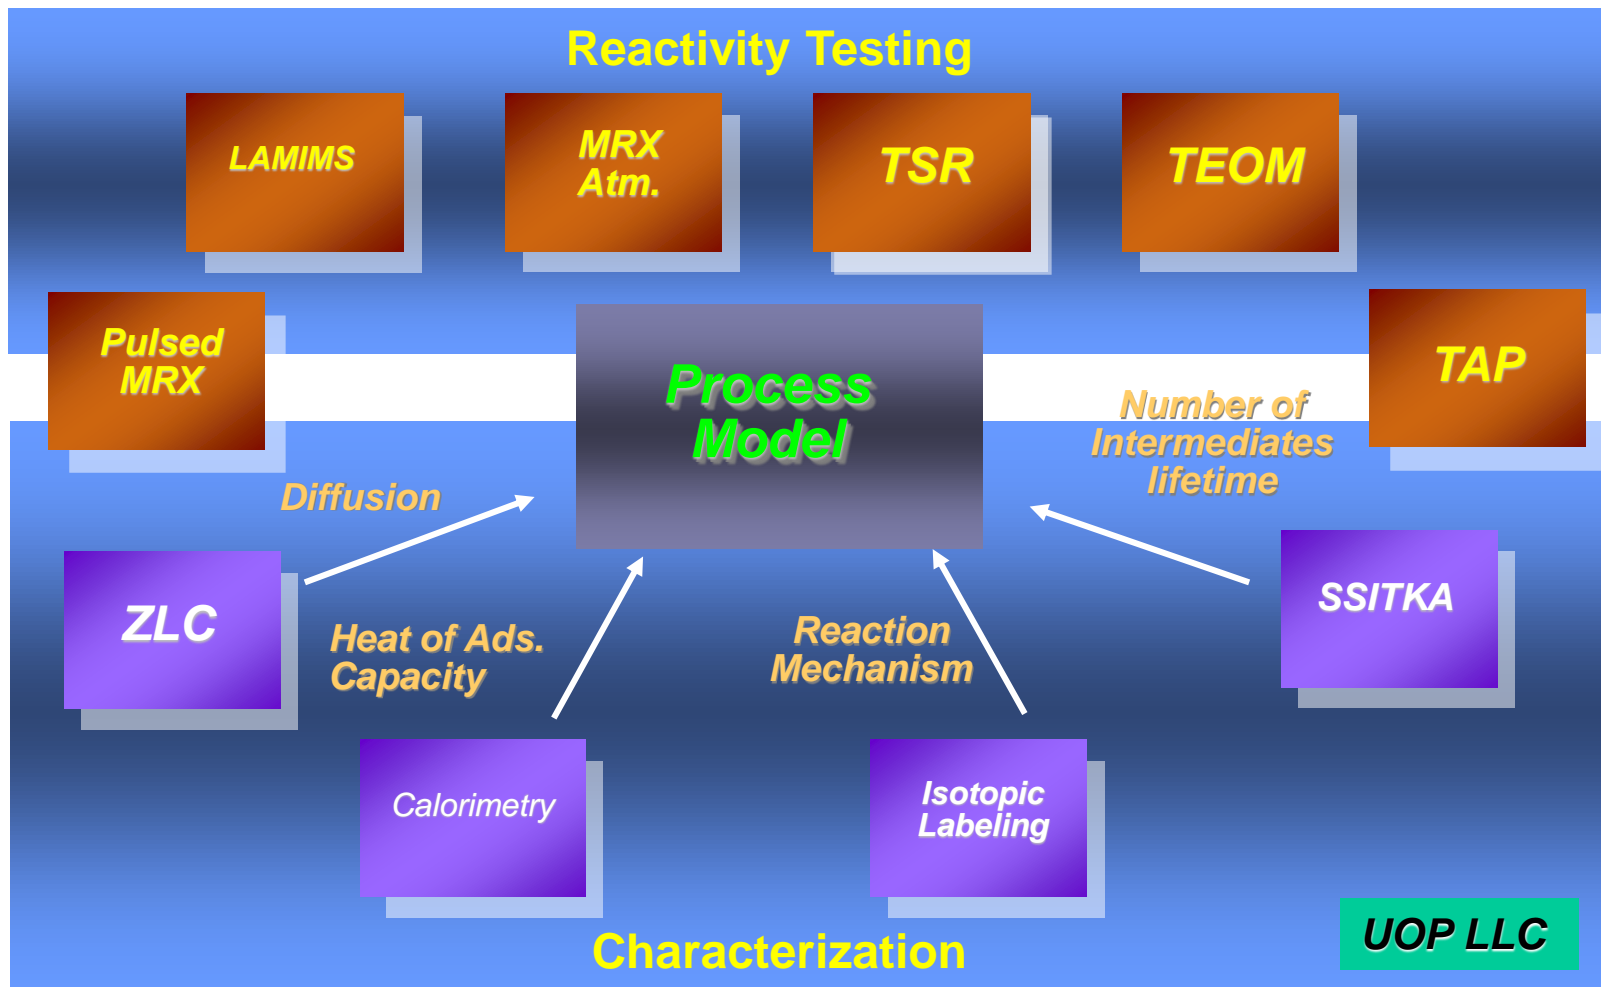 Reactivity Testing
LAMIMS
MRX
Atm.
TSR
TEOM
Pulsed
MRX
Process
Model
TAP
Number of
Intermediates
lifetime
Diffusion
ZLC
Heat of Ads.
Capacity
Reaction
Mechanism
SSITKA
Calorimetry
Isotopic
Labeling
Characterization
UOP LLC